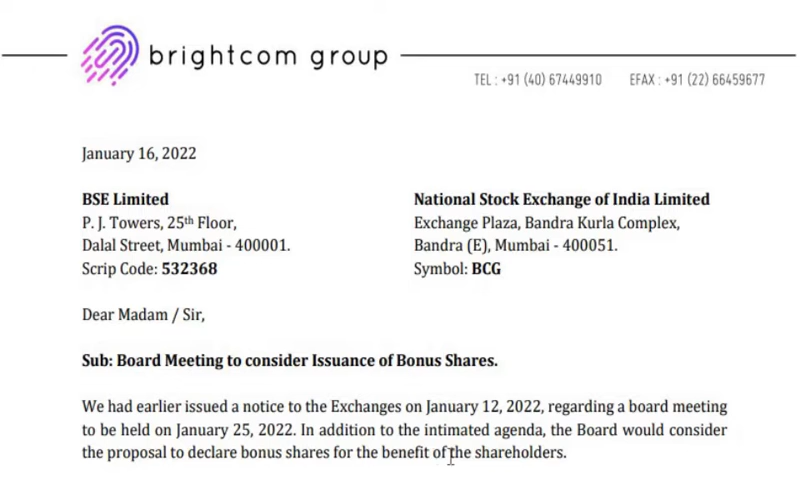 brightcom group
TEL : +91 (40) 67449910 EFAX : +91 (22) 66459677
January 16, 2022
BSE Limited
P. J. Towers, 25th Floor,
Dalal Street, Mumbai - 400001.
Scrip Code: 532368
National Stock Exchange of India Limited
Exchange Plaza, Bandra Kurla Complex,
Bandra (E), Mumbai - 400051.
Symbol: BCG
Dear Madam / Sir,
Sub: Board Meeting to consider Issuance of Bonus Shares.
We had earlier issued a notice to the Exchanges on January 12, 2022, regarding a board meeting
to be held on January 25, 2022. In addition to the intimated agenda, the Board would consider
the proposal to declare bonus shares for the benefit of the shareholders.